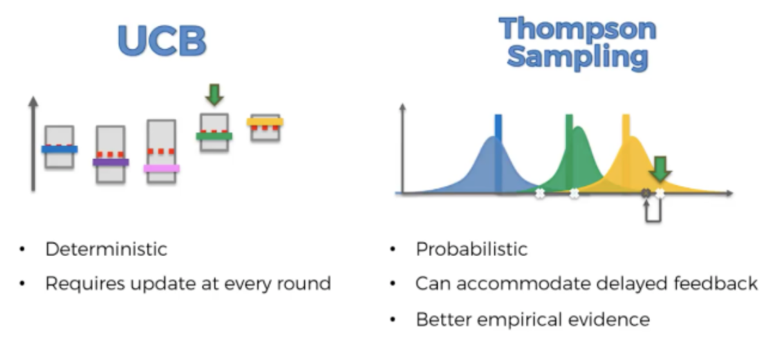 UCB
Thompson
Sampling
• Deterministic
• Requires update at every round
• Probabilistic
• Can accommodate delayed feedback
• Better empirical evidence